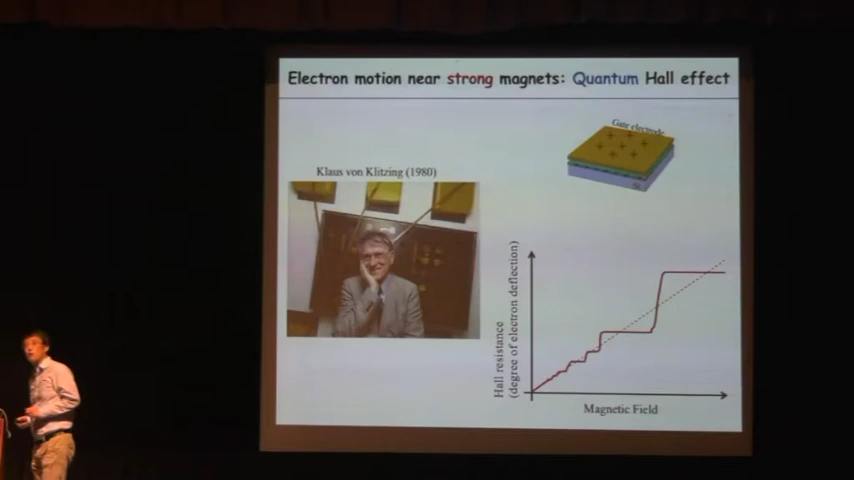 Electron motion near strong magnets: Quantum Hall effect
Gate electrode
Klaus von Klitzing (1980)
Si
Hall resistance
(degree of electron deflection)
Magnetic Field